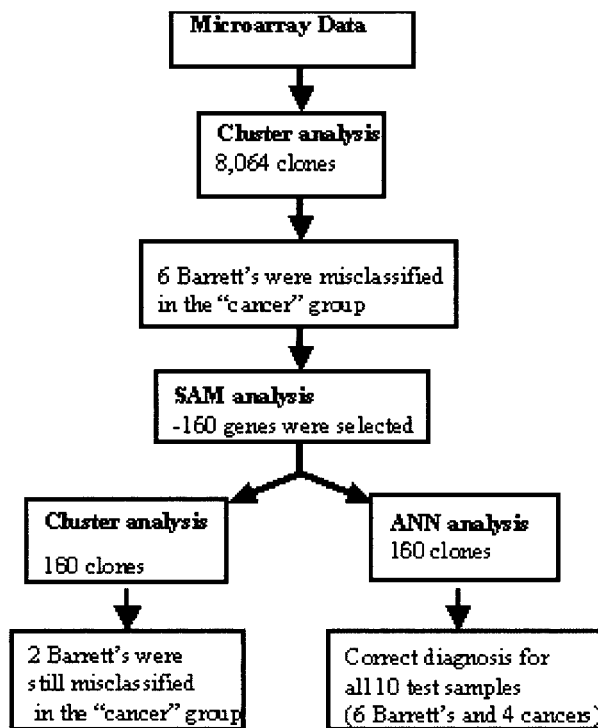 Microarray Data
Cluster analysis
8,064 clones
6 Barrett's were misclassified
in the "cancer" group
SAM analysis
-160 genes were selected
Cluster analysis
160 clones
ANN analysis
160 clones
2 Barrett's were
still misclassified
in the "cancer" group
Correct diagnosis for
all 10 test samples
(6 Barrett's and 4 cancers)